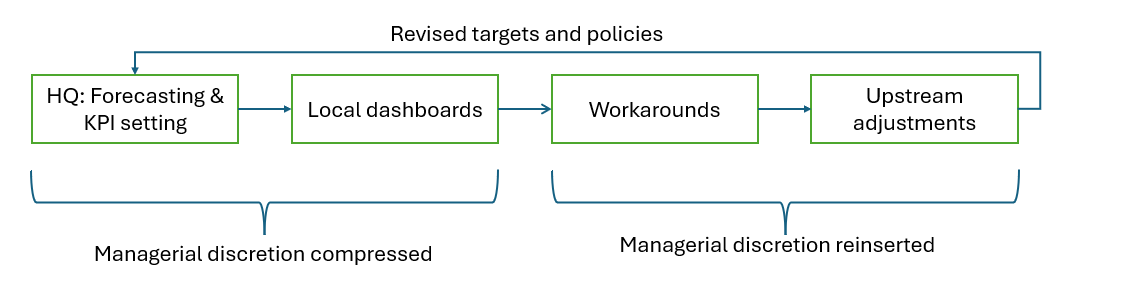 Revised targets and policies
HQ: Forecasting &
KPI setting
Local dashboards
Workarounds
Upstream
adjustments
Managerial discretion compressed
Managerial discretion reinserted